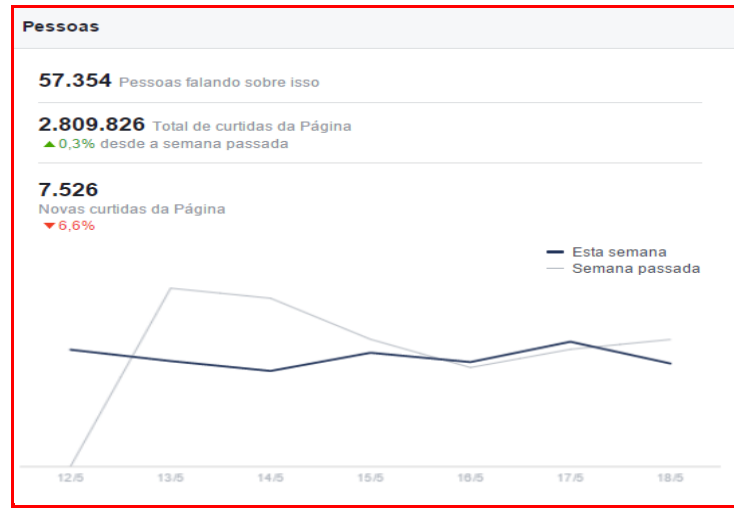 Pessoas
57.354 Pessoas falando sobre isso
2.809.826 Total de curtidas da Página
▲0,3% desde a semana passada
7.526
Novas curtidas da Página
▼6,6%
Esta semana
Semana passada
12/5 13/5 14/5 15/5 16/5 17/5 18/5